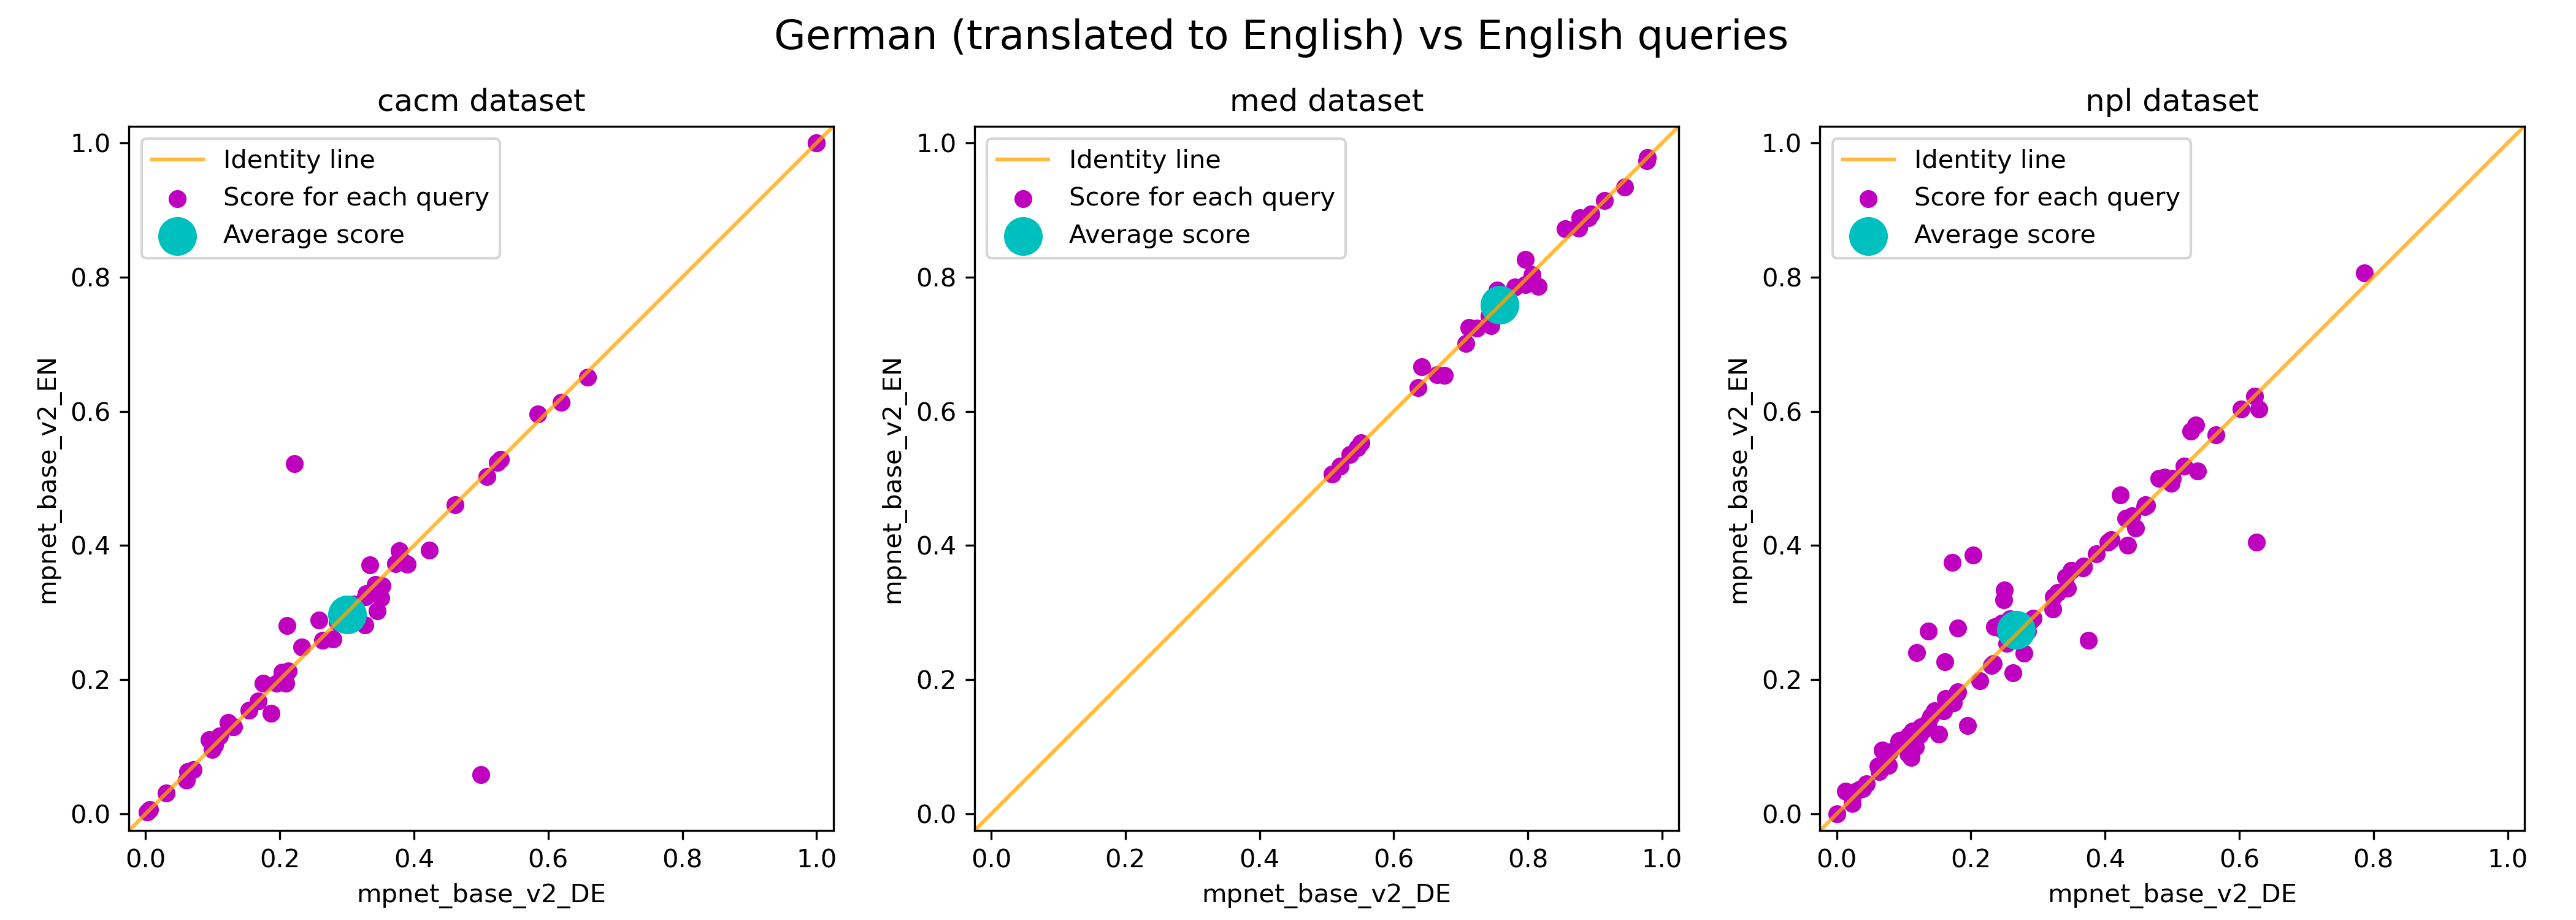 German (translated to English) vs English queries
cacm dataset
1.0
0.8
0.6
0.4
0.2
0.0
mpnet_base_v2_EN
Identity line
Score for each query
Average score
0.0 0.2 0.4 0.6 0.8 1.0
mpnet_base_v2_DE
med dataset
1.0
0.8
0.6
0.4
0.2
0.0
mpnet_base_v2_EN
Identity line
Score for each query
Average score
0.0 0.2 0.4 0.6 0.8 1.0
mpnet_base_v2_DE
npl dataset
1.0
0.8
0.6
0.4
0.2
0.0
mpnet_base_v2_EN
Identity line
Score for each query
Average score
0.0 0.2 0.4 0.6 0.8 1.0
mpnet_base_v2_DE